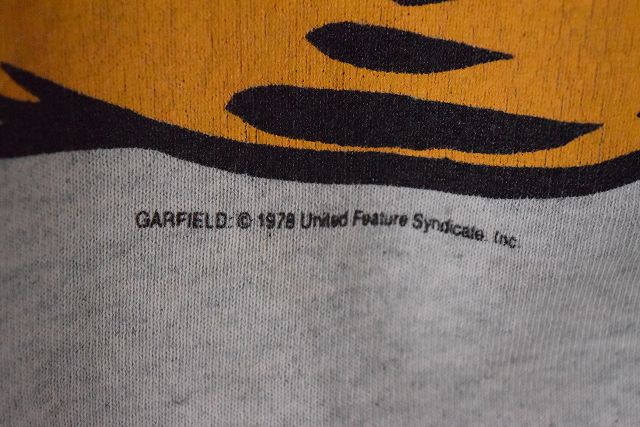 GARFIELD: © 1978 United Feature Syndicate, Inc.